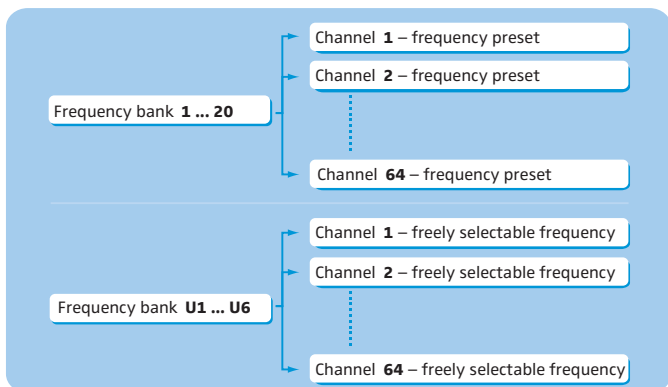 Channel 1 – frequency preset
Channel 2 – frequency preset
Frequency bank 1 ... 20
Channel 64 – frequency preset
Channel 1 – freely selectable frequency
Channel 2 – freely selectable frequency
Frequency bank U1 ... U6
Channel 64 – freely selectable frequency